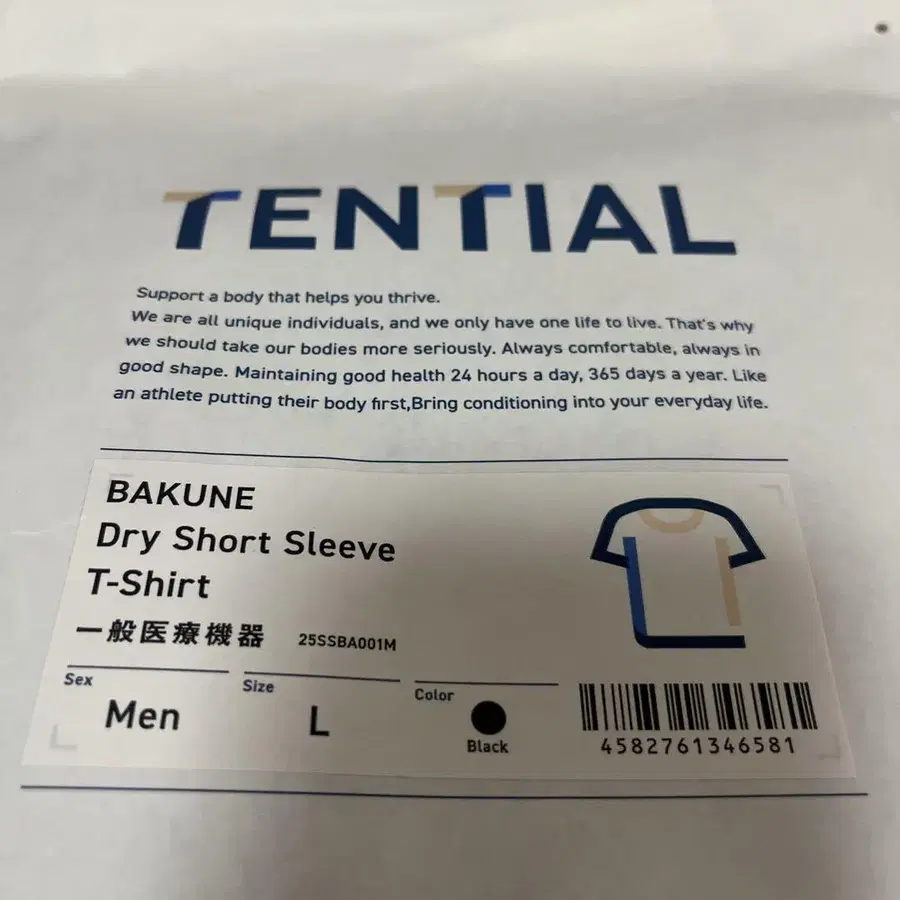 TENTIAL
Support a body that helps you thrive.
We are all unique individuals, and we only have one life to live. That's why
we should take our bodies more seriously. Always comfortable, always in
good shape. Maintaining good health 24 hours a day, 365 days a year. Like
an athlete putting their body first,Bring conditioning into your everyday life.
BAKUNE
Dry Short Sleeve
T-Shirt
一般医療機器 25SSBA001M
Sex
Men
Size
L
Color
Black
4582761346581